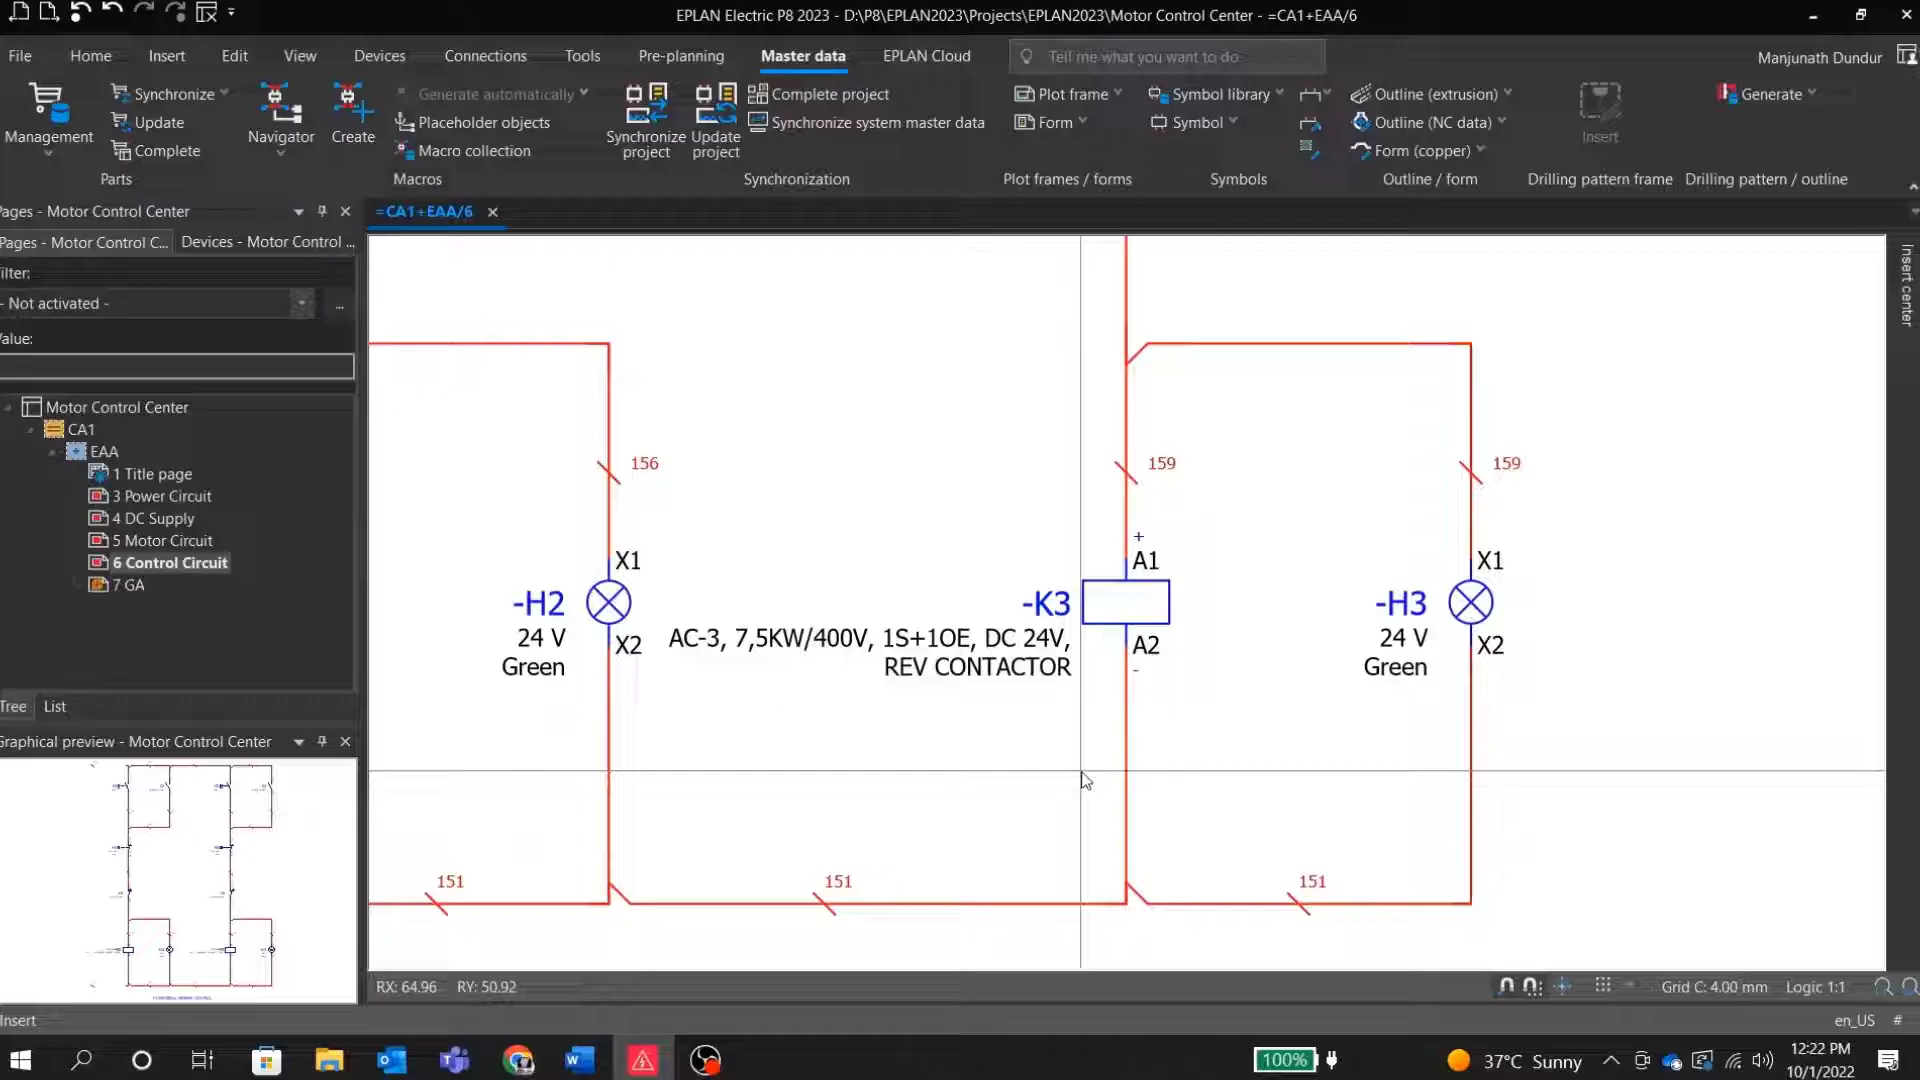 EPLAN Electric P8 2023 - D:\P8\EPLAN2023\Projects\EPLAN2023\Motor Control Center - =CA1+EAA/6
File Home Insert Edit View Devices Connections Tools Pre-planning Master data EPLAN Cloud Tell me what you want to do Manjunath Dundur
Management
Synchronize
Update
Complete
Parts
Navigator
Create
Generate automatically
Placeholder objects
Macro collection
Macros
Synchronize project
Update project
Complete project
Synchronize system master data
Synchronization
Plot frame
Form
Plot frames / forms
Symbol library
Symbol
Symbols
Outline (extrusion)
Outline (NC data)
Form (copper)
Outline / form
Insert
Drilling pattern frame
Generate
Drilling pattern / outline
Pages - Motor Control Center
=CA1+EAA/6
Pages - Motor Control C...
Devices - Motor Control ...
ilter:
- Not activated -
...
alue:
Motor Control Center
CA1
EAA
1 Title page
3 Power Circuit
4 DC Supply
5 Motor Circuit
6 Control Circuit
7 GA
Tree List
Graphical preview - Motor Control Center
Insert center
156
159
159
+
X1
A1
X1
-H2
-K3
-H3
24 V
X2
AC-3, 7,5KW/400V, 1S+1OE, DC 24V,
A2
24 V
X2
Green
REV CONTACTOR
-
Green
151
151
151
RX: 64.96 RY: 50.92
Grid C: 4.00 mm Logic 1:1
Insert
en_US #
100%
37°C Sunny
12:22 PM
10/1/2022